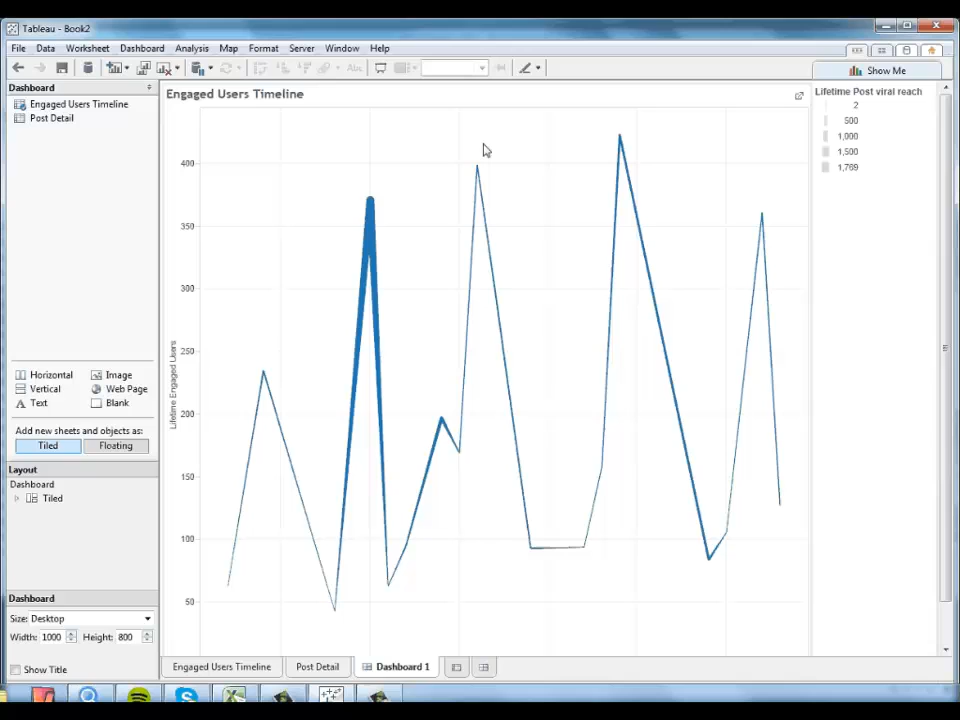 Tableau - Book2
File Data Worksheet Dashboard Analysis Map Format Server Window Help
Abc
Show Me
Dashboard
Engaged Users Timeline
Post Detail
Horizontal Image
Vertical Web Page
A Text Blank
Add new sheets and objects as:
Tiled Floating
Layout
Dashboard
Tiled
Dashboard
Size: Desktop
Width: 1000 Height: 800
Show Title
Engaged Users Timeline
400
350
300
250
200
150
100
50
Lifetime Engaged Users
Lifetime Post viral reach
2
500
1,000
1,500
1,769
Engaged Users Timeline Post Detail Dashboard 1